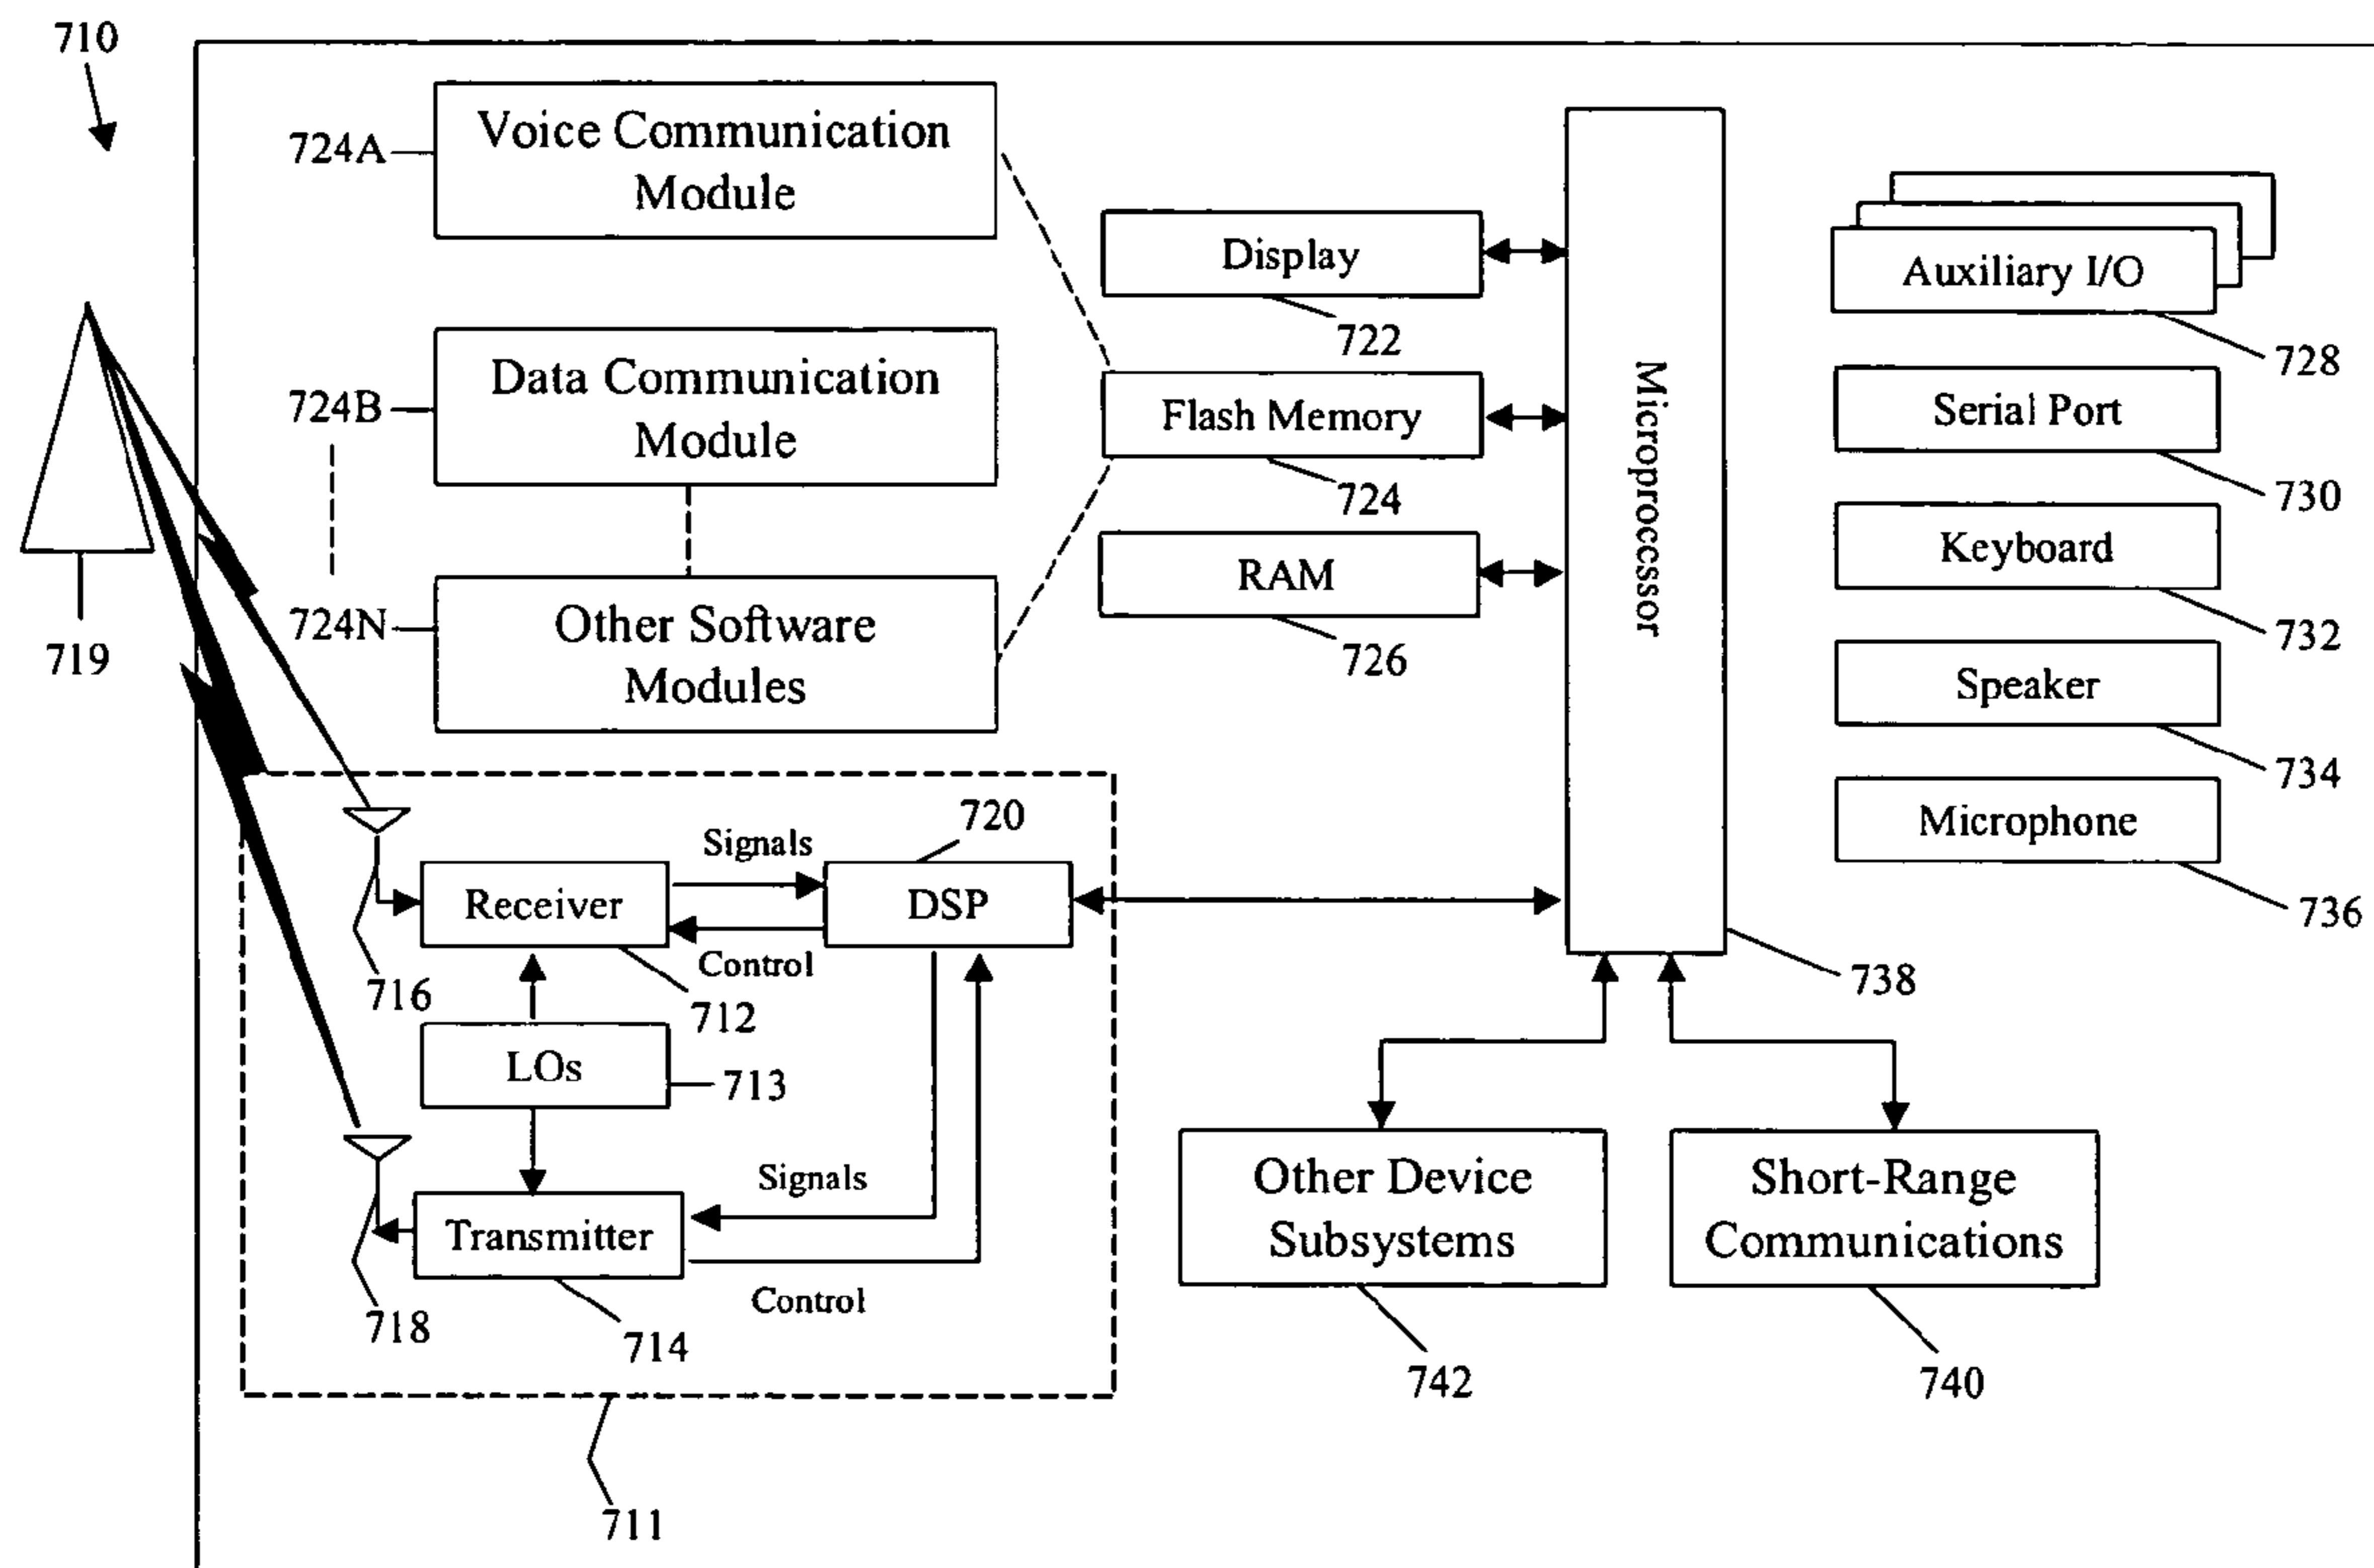 710
724A
Voice Communication
Module
724B
Data Communication
Module
724N
Other Software
Modules
719
Display
722
Flash Memory
724
RAM
726
Microprocessor
738
Auxiliary I/O
728
Serial Port
730
Keyboard
732
Speaker
734
Microphone
736
720
Signals
Receiver
DSP
Control
716
712
LOs
713
Signals
Transmitter
Control
718
714
711
Other Device
Subsystems
742
Short-Range
Communications
740